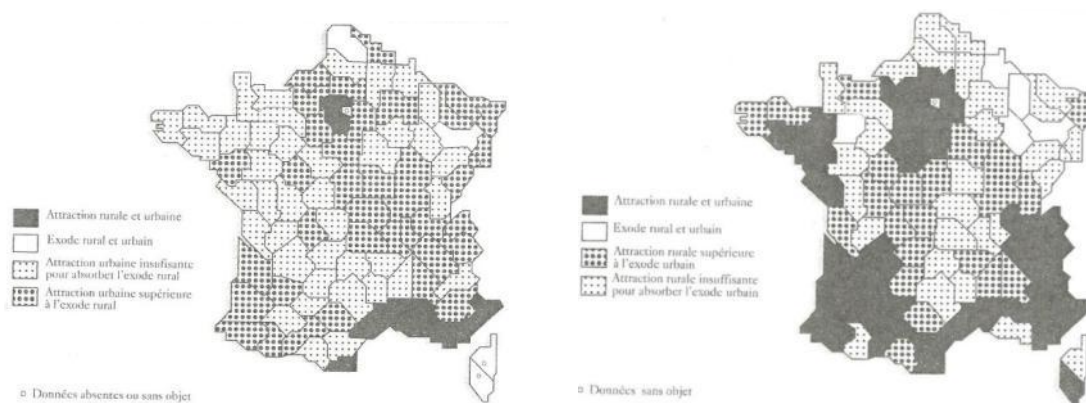 Attraction rurale et urbaine
Exode rural et urbain
Attraction urbaine insuffisante
pour absorber l'exode rural
Attraction urbaine supérieure
à l'exode rural
Données absentes ou sans objet
Attraction rurale et urbaine
Exode rural et urbain
Attraction rurale supérieure
à l'exode urbain
Attraction rurale insuffisante
pour absorber l'exode urbain
Données sans objet